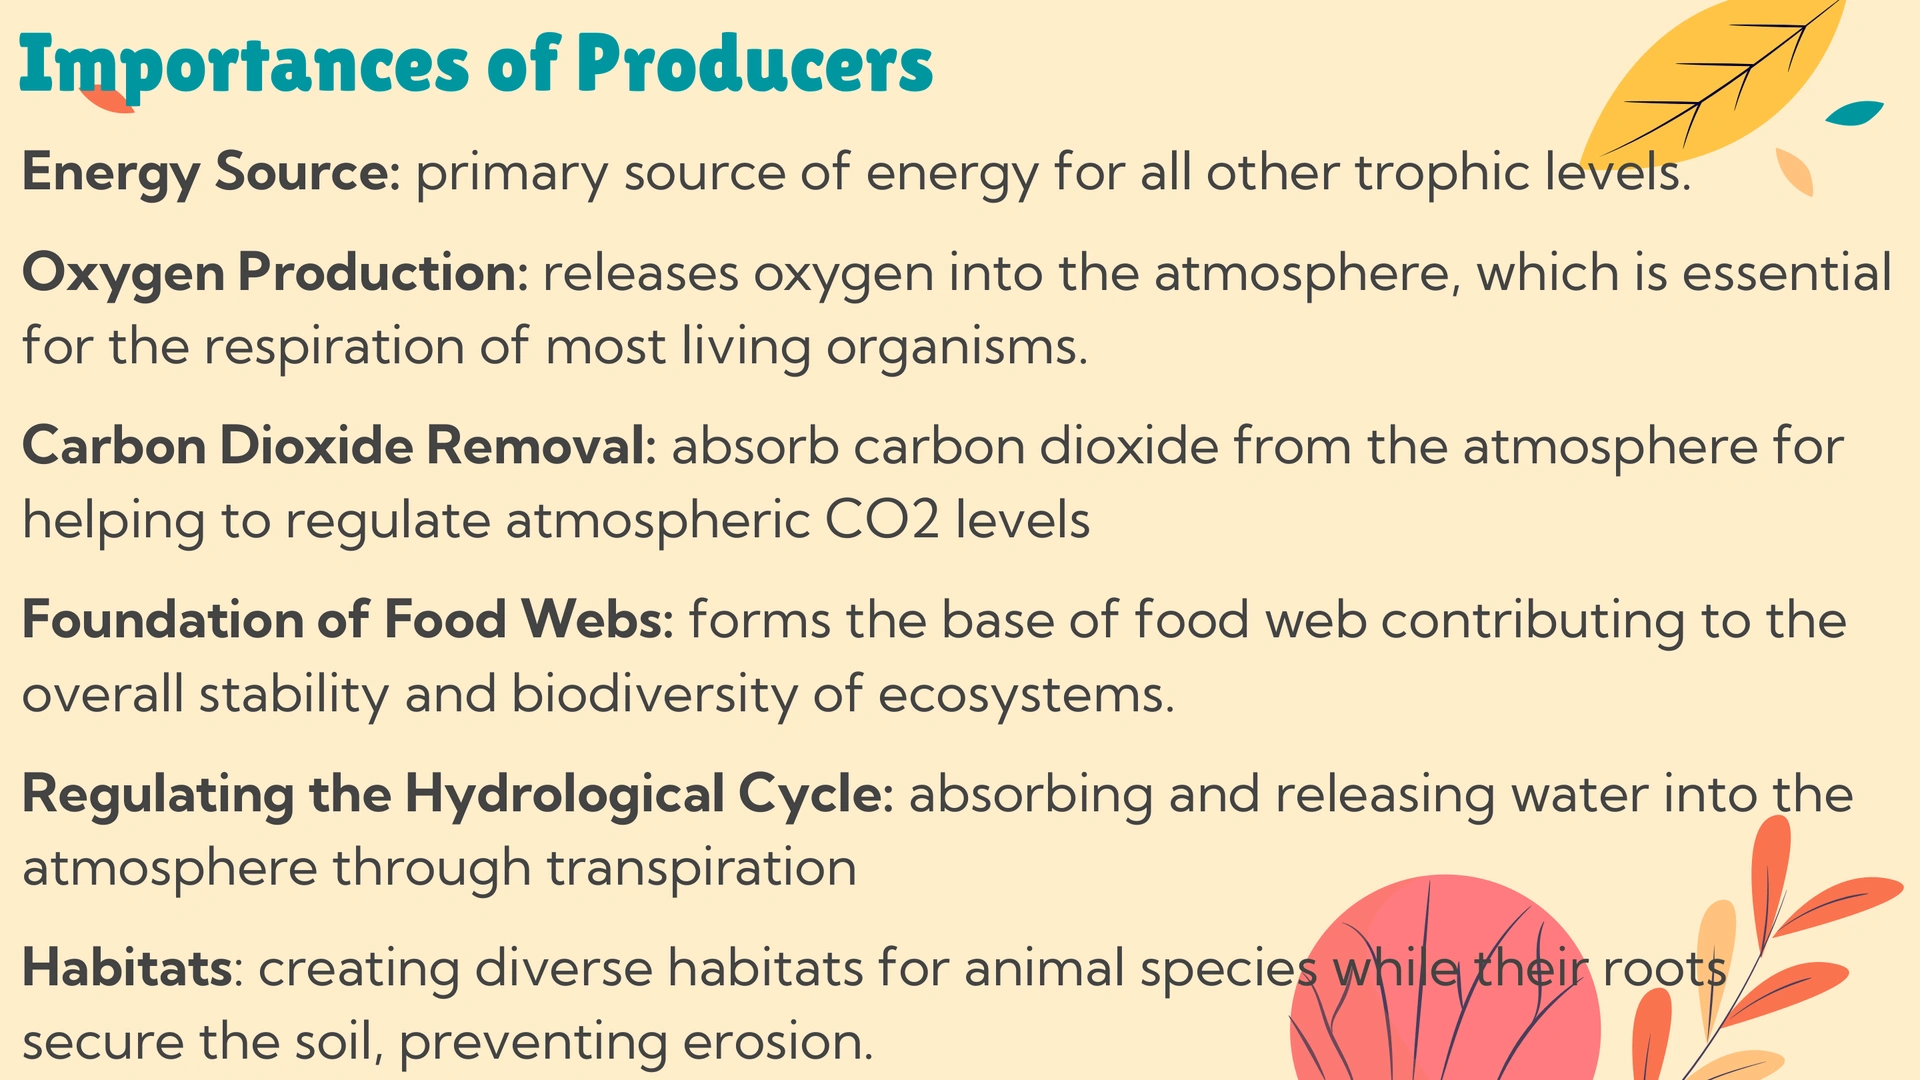 Importances of Producers
Energy Source: primary source of energy for all other trophic levels.
Oxygen Production: releases oxygen into the atmosphere, which is essential
for the respiration of most living organisms.
Carbon Dioxide Removal: absorb carbon dioxide from the atmosphere for
helping to regulate atmospheric CO2 levels
Foundation of Food Webs: forms the base of food web contributing to the
overall stability and biodiversity of ecosystems.
Regulating the Hydrological Cycle: absorbing and releasing water into the
atmosphere through transpiration
Habitats: creating diverse habitats for animal species while their roots
secure the soil, preventing erosion.